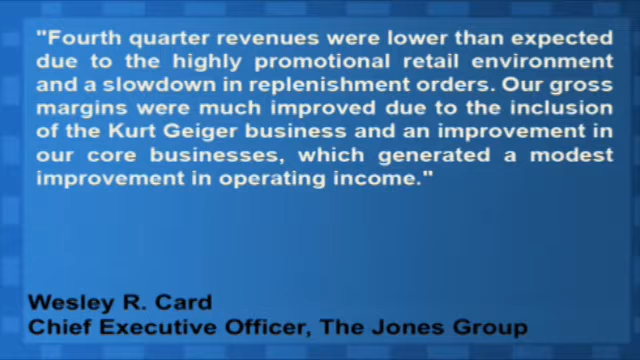 "Fourth quarter revenues were lower than expected
due to the highly promotional retail environment
and a slowdown in replenishment orders. Our gross
margins were much improved due to the inclusion
of the Kurt Geiger business and an improvement in
our core businesses, which generated a modest
improvement in operating income."
Wesley R. Card
Chief Executive Officer, The Jones Group